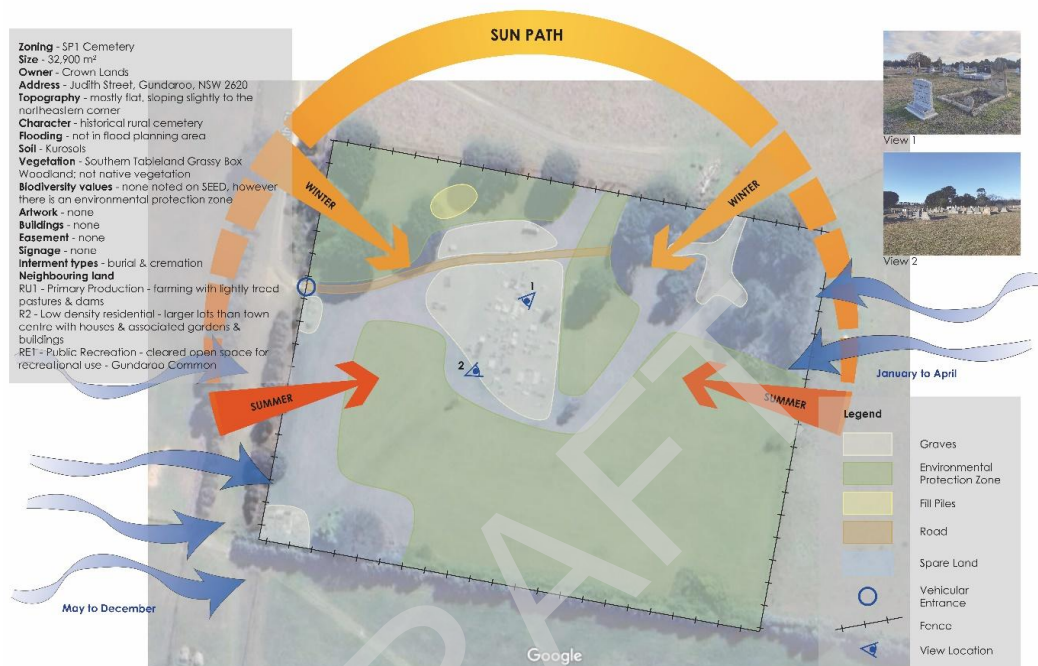 Zoning - SP1 Cemetery
Size - 32,900 m²
Owner - Crown Lands
Address - Judith Street, Gundaroo, NSW 2620
Topography - mostly flat, sloping slightly to the
northeastern corner
Character - historical rural cemetery
Flooding - not in flood planning area
Soil - Kurosols
Vegetation - Southern Tableland Grassy Box
Woodland; not native vegetation
Biodiversity values - none noted on SEED, however
there is an environmental protection zone
Artwork - none
Buildings - none
Easement - none
Signage - none
Interment types - burial & cremation
Neighbouring land
RU1 - Primary Production - farming with lightly treed
pastures & dams
R2 - Low density residential - larger lots than town
centre with houses & associated gardens &
buildings
RE1 - Public Recreation - cleared open space for
recreational use - Gundaroo Common
SUN PATH
WINTER
WINTER
SUMMER
SUMMER
1
2
View 1
View 2
January to April
May to December
Legend
Graves
Environmental
Protection Zone
Fill Piles
Road
Spare Land
Vehicular
Entrance
Fence
View Location
DRAFT
Google